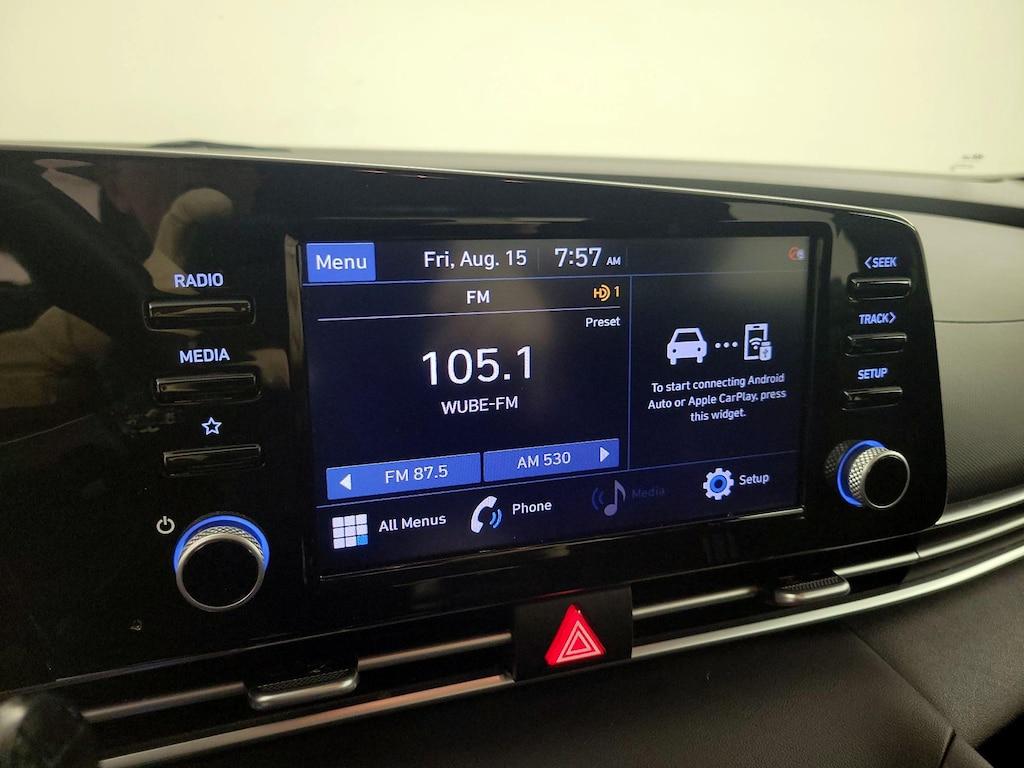 Menu
Fri, Aug. 15
7:57 AM
FM
HD 1
Preset
105.1
WUBE-FM
FM 87.5
AM 530
To start connecting Android
Auto or Apple CarPlay, press
this widget.
All Menus
Phone
Media
Setup
RADIO
MEDIA
SEEK
TRACK
SETUP